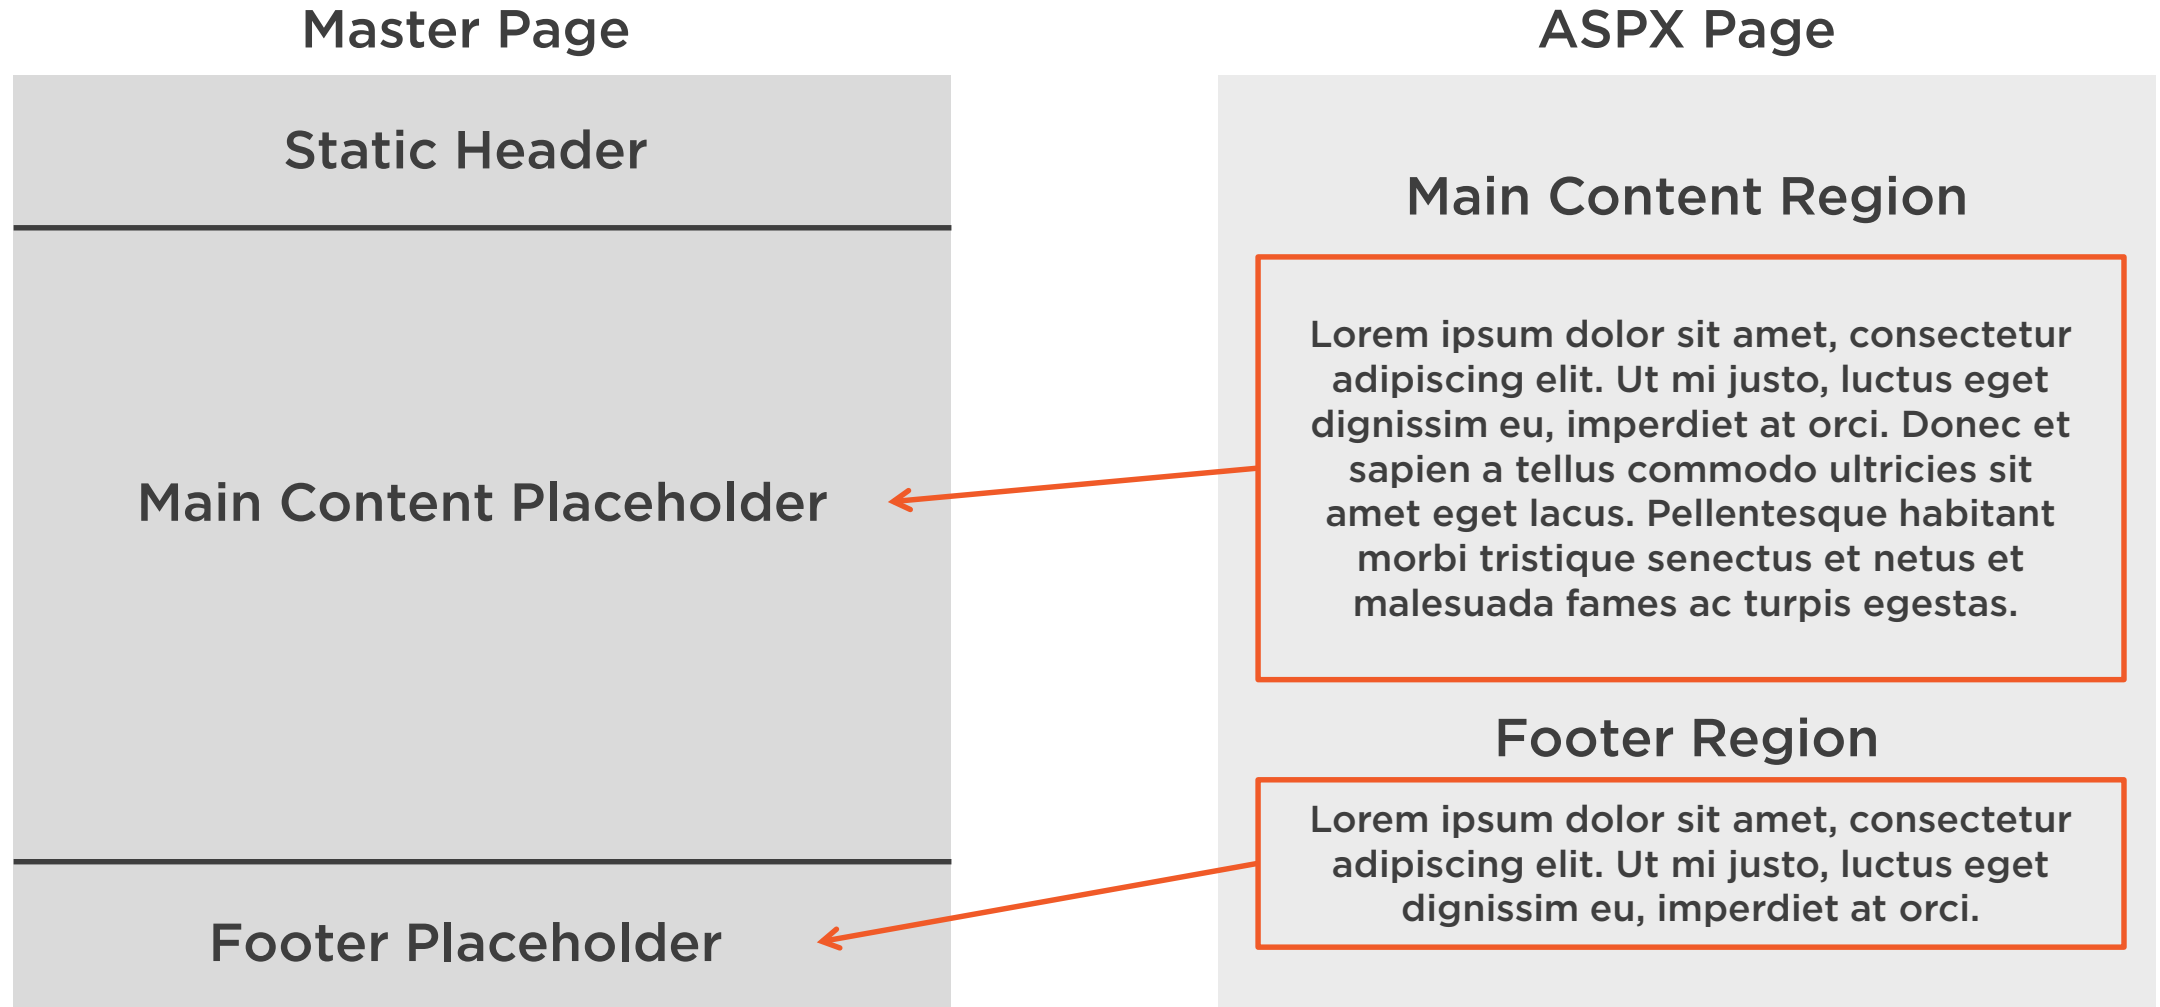 Master Page
Static Header
Main Content Placeholder
Footer Placeholder
ASPX Page
Main Content Region
Lorem ipsum dolor sit amet, consectetur
adipiscing elit. Ut mi justo, luctus eget
dignissim eu, imperdiet at orci. Donec et
sapien a tellus commodo ultricies sit
amet eget lacus. Pellentesque habitant
morbi tristique senectus et netus et
malesuada fames ac turpis egestas.
Footer Region
Lorem ipsum dolor sit amet, consectetur
adipiscing elit. Ut mi justo, luctus eget
dignissim eu, imperdiet at orci.